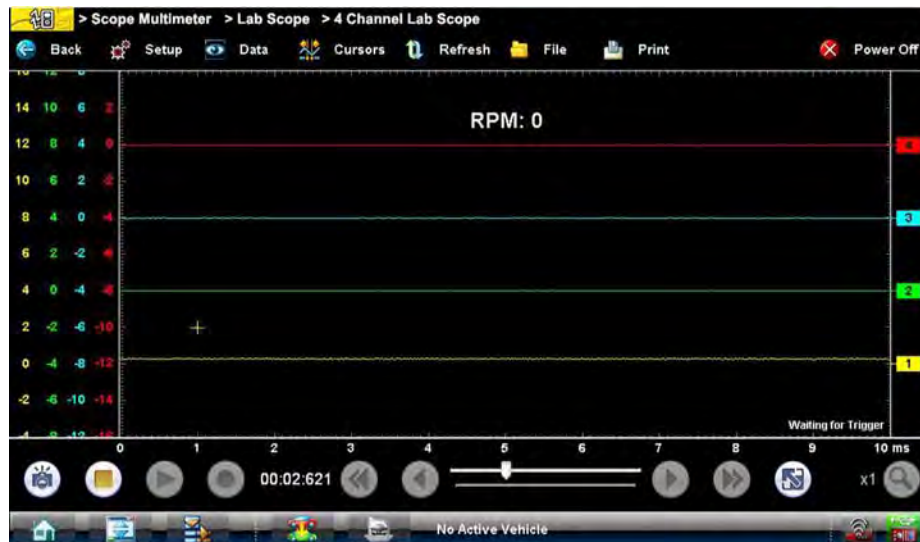 > Scope Multimeter > Lab Scope > 4 Channel Lab Scope
Back Setup Data Cursors Refresh File Print Power Off
14 10 6 2
RPM: 0
12 8 4 0 4
10 6 2 -2
8 4 0 -4 3
6 2 -2
4 0 -4 2
2 -2 -6 -10
0 -4 -8 -12 1
-2 -6 -10 -14
Waiting for Trigger
0 1 2 3 4 5 6 7 8 9 10 ms
00:02:621 x1
No Active Vehicle